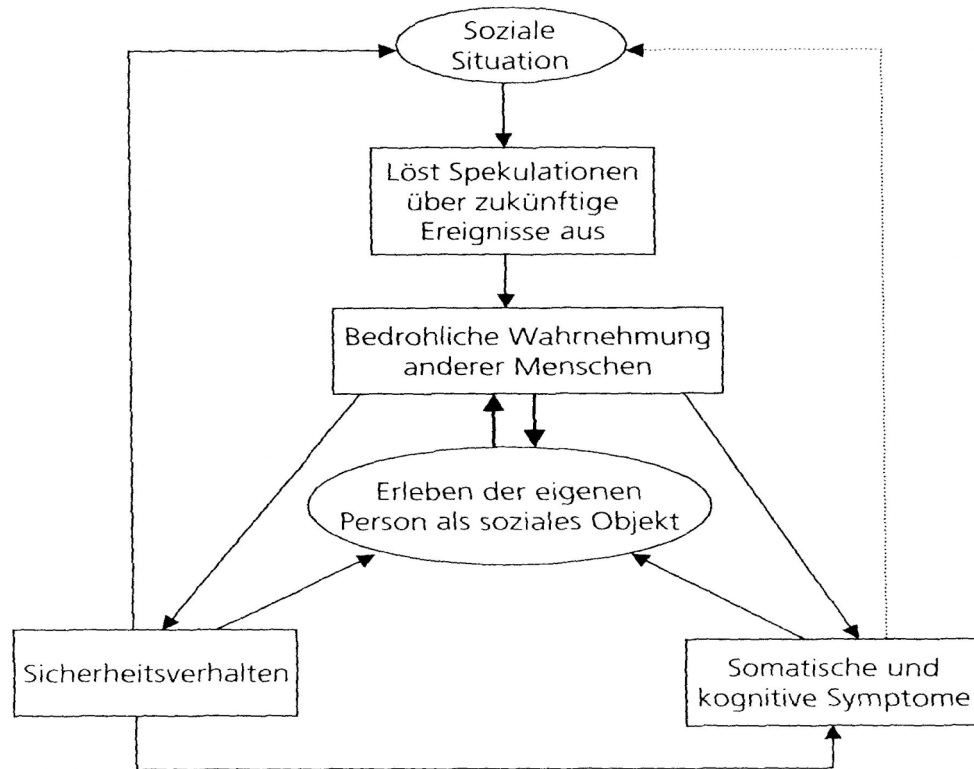 Soziale
Situation
Löst Spekulationen
über zukünftige
Ereignisse aus
Bedrohliche Wahrnehmung
anderer Menschen
Erleben der eigenen
Person als soziales Objekt
Sicherheitsverhalten
Somatische und
kognitive Symptome